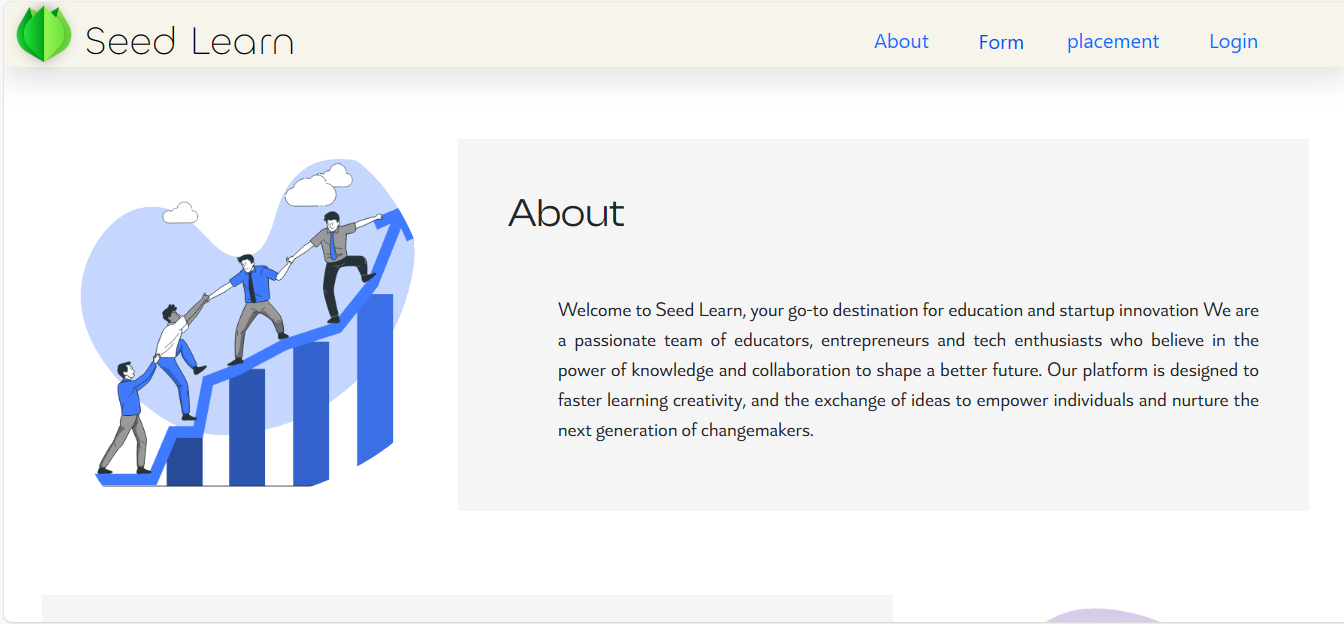 Seed Learn
About Form placement Login
About
Welcome to Seed Learn, your go-to destination for education and startup innovation We are
a passionate team of educators, entrepreneurs and tech enthusiasts who believe in the
power of knowledge and collaboration to shape a better future. Our platform is designed to
faster learning creativity, and the exchange of ideas to empower individuals and nurture the
next generation of changemakers.